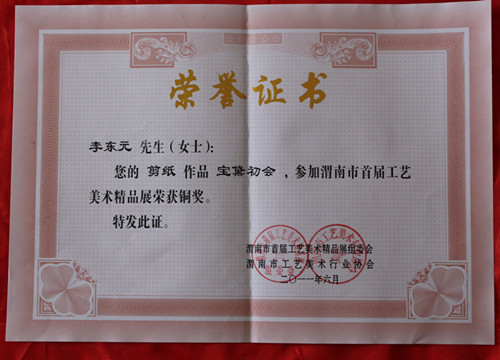 荣誉证书
李东元 先生(女士):
您的 剪纸 作品 宝黛初会 ,参加渭南市首届工艺
美术精品展荣获铜奖。
特发此证。
渭南市首届工艺美术精品展组委会
渭南市工艺美术行业协会
二〇一一年六月